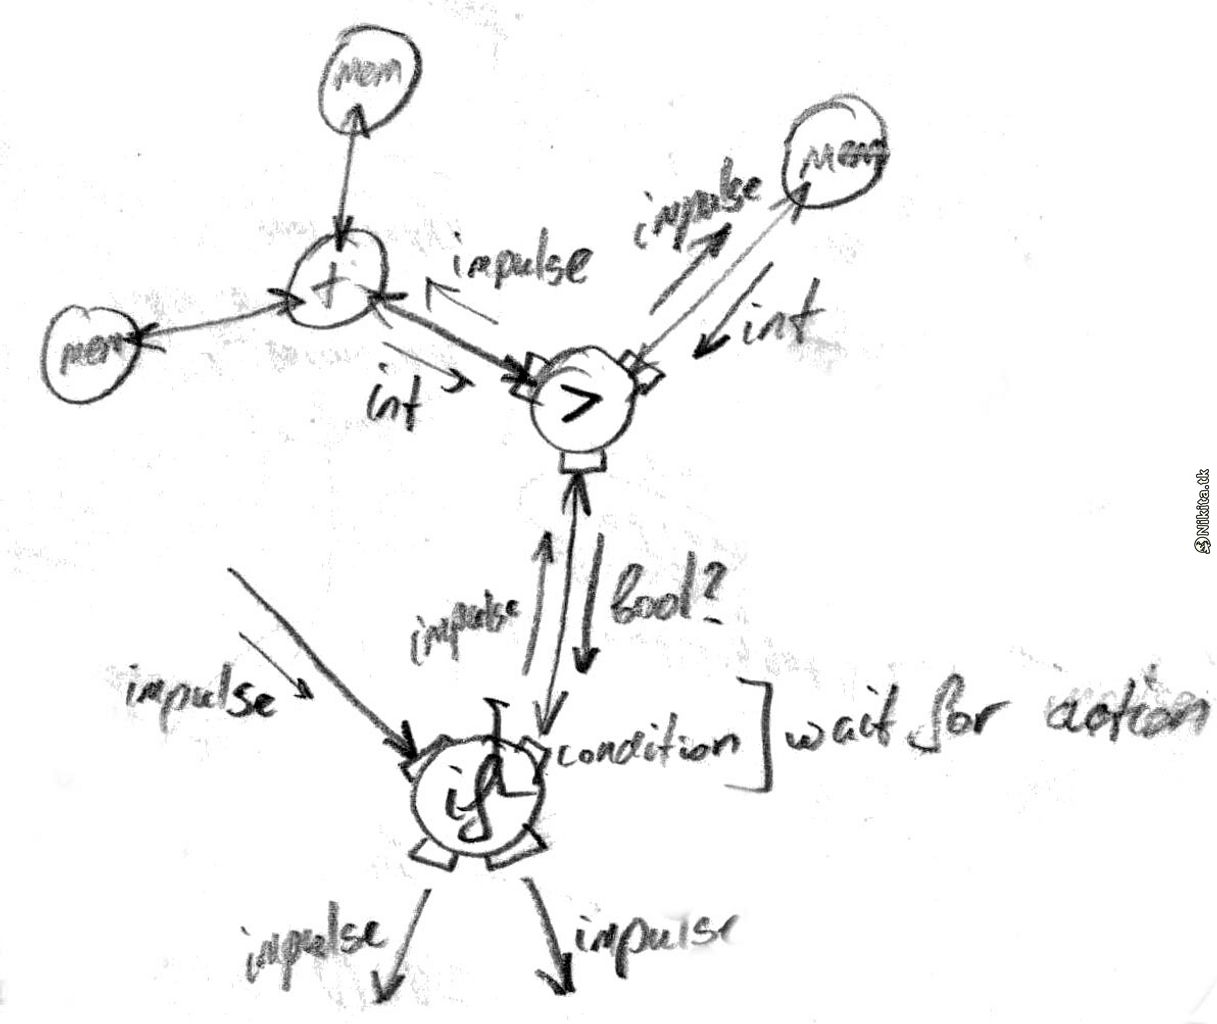 mem
mem
impulse
+
impulse
mem
int
int
>
impulse
bool?
impulse
condition] wait for action
if
impulse
impulse
Nikita.tk